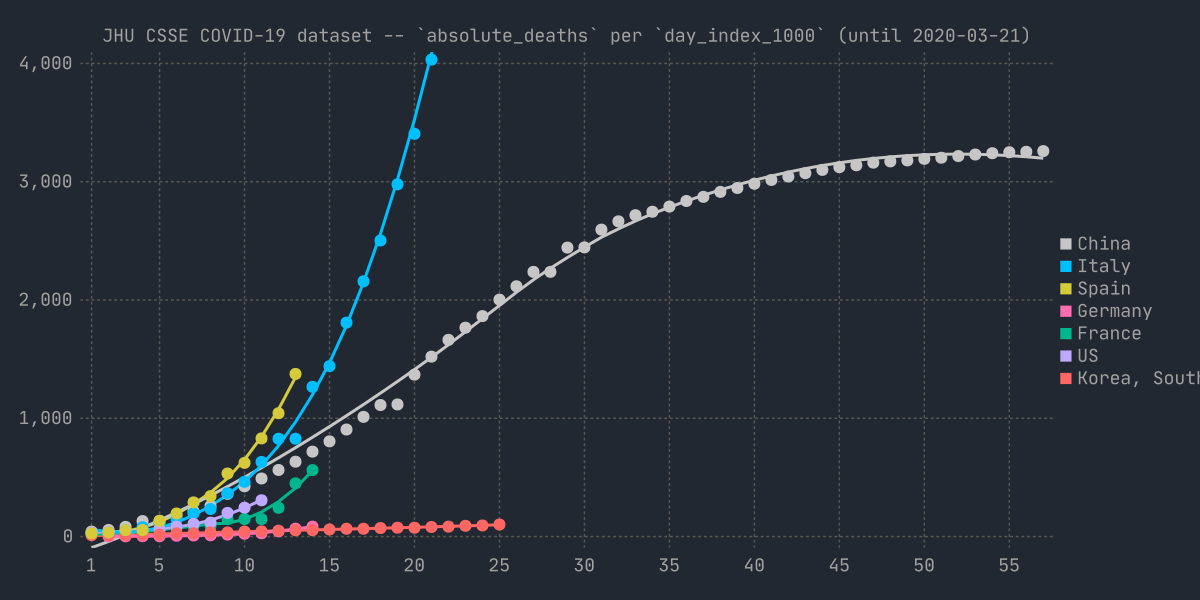 JHU CSSE COVID-19 dataset -- `absolute_deaths` per `day_index_1000` (until 2020-03-21)
4,000
3,000
2,000
1,000
0
1 5 10 15 20 25 30 35 40 45 50 55
China
Italy
Spain
Germany
France
US
Korea, South